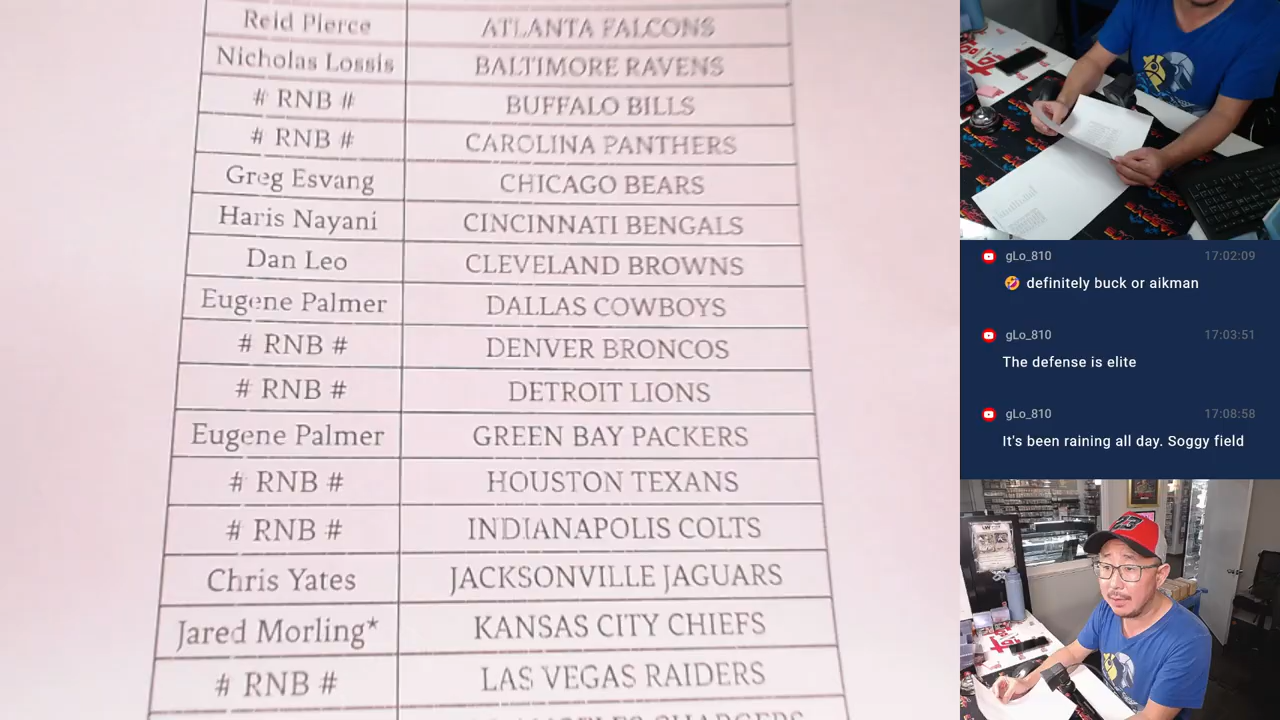 Reid Pierce ATLANTA FALCONS
Nicholas Lossis BALTIMORE RAVENS
# RNB # BUFFALO BILLS
# RNB # CAROLINA PANTHERS
Greg Esvang CHICAGO BEARS
Haris Nayani CINCINNATI BENGALS
Dan Leo CLEVELAND BROWNS
Eugene Palmer DALLAS COWBOYS
# RNB # DENVER BRONCOS
# RNB # DETROIT LIONS
Eugene Palmer GREEN BAY PACKERS
# RNB # HOUSTON TEXANS
# RNB # INDIANAPOLIS COLTS
Chris Yates JACKSONVILLE JAGUARS
Jared Morling* KANSAS CITY CHIEFS
# RNB # LAS VEGAS RAIDERS
CHARGERS
gLo_810 17:02:09
🤣 definitely buck or aikman
gLo_810 17:03:51
The defense is elite
gLo_810 17:08:58
It's been raining all day. Soggy field